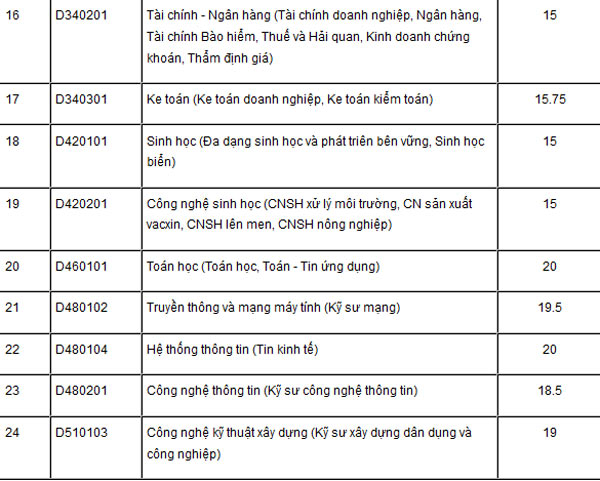 16 D340201 Tài chính - Ngân hàng (Tài chính doanh nghiệp, Ngân hàng, 15
Tài chính Bào hiểm, Thuế và Hải quan, Kinh doanh chứng
khoán, Thẩm định giá)
17 D340301 Ke toán (Ke toán doanh nghiệp, Ke toán kiểm toán) 15.75
18 D420101 Sinh học (Đa dạng sinh học và phát triên bên vững, Sinh học 15
biển)
19 D420201 Công nghệ sinh học (CNSH xử lý môi trường, CN sản xuất 15
vacxin, CNSH lên men, CNSH nông nghiệp)
20 D460101 Toán học (Toán học, Toán - Tin ứng dụng) 20
21 D480102 Truyền thông và mạng máy tính (Kỹ sư mạng) 19.5
22 D480104 Hệ thống thông tin (Tin kinh tế) 20
23 D480201 Công nghệ thông tin (Kỹ sư công nghệ thông tin) 18.5
24 D510103 Công nghệ kỹ thuật xây dựng (Kỹ sư xây dựng dân dụng và 19
công nghiệp)